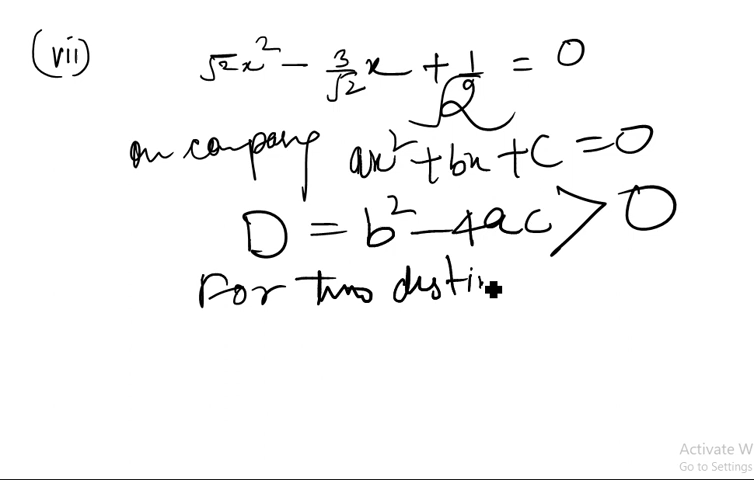 (vii) √2x² - 3/√2 x + 1/√2 = 0
on comparing ax² + bx + c = 0
D = b² - 4ac > 0
For two disti
Activate W
Go to Settings